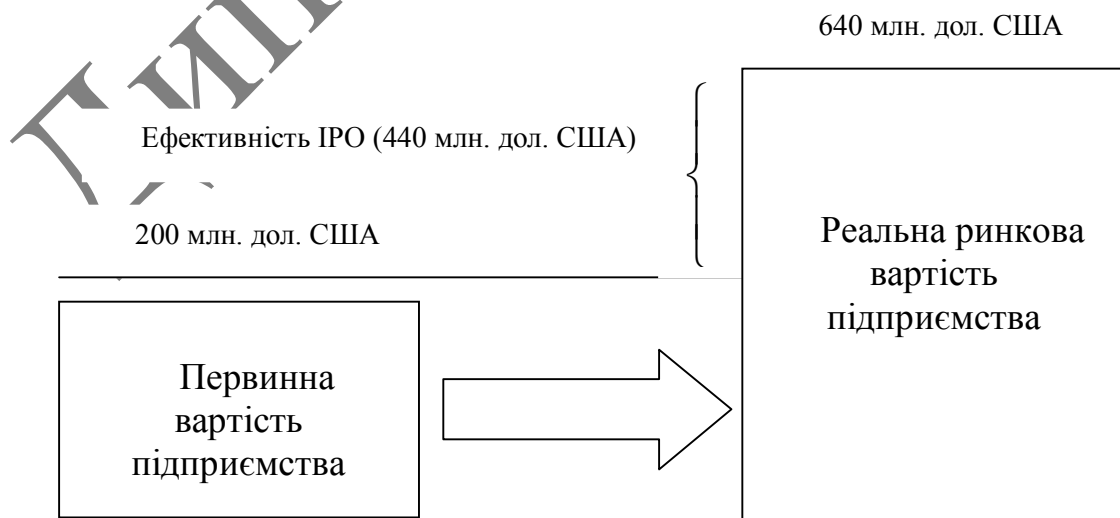 640 млн. дол. США
Ефективність ІРО (440 млн. дол. США)
200 млн. дол. США
Реальна ринкова
вартість
підприємства
Первинна
вартість
підприємства